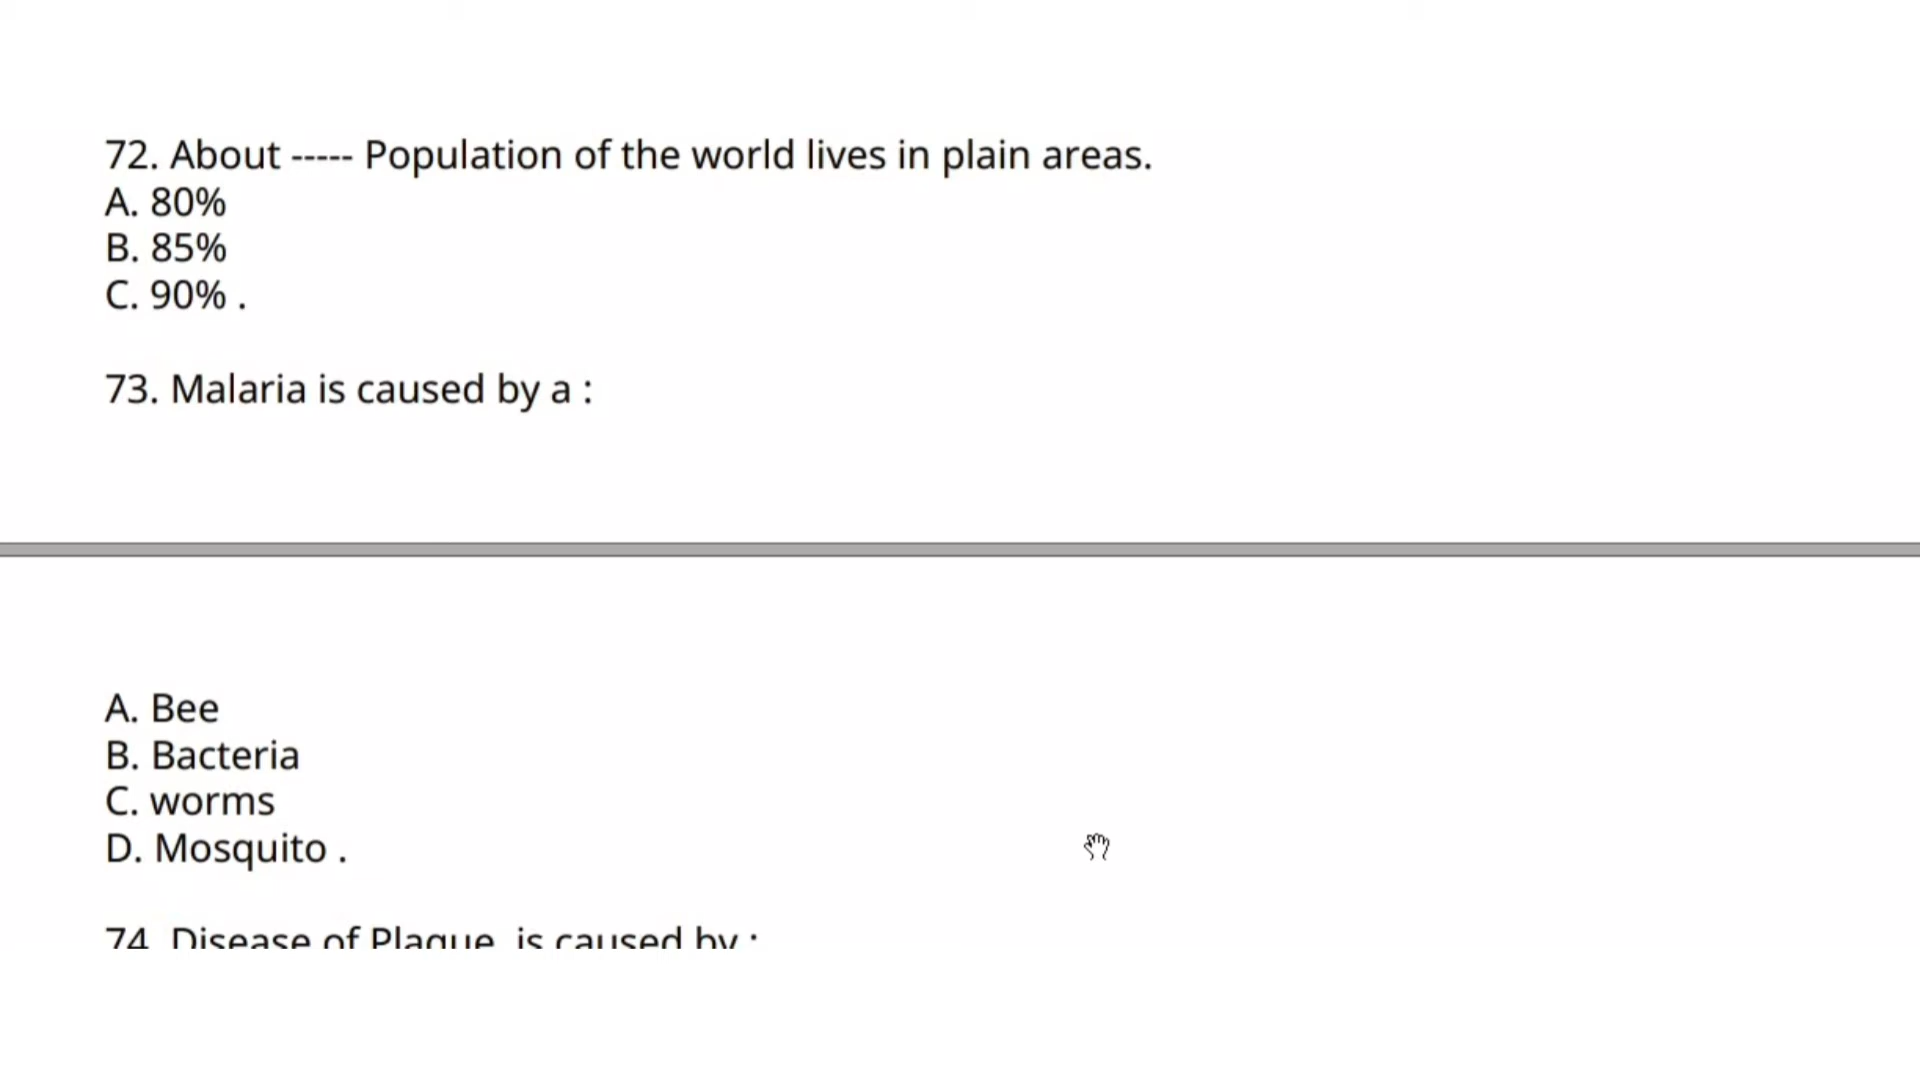 72. About ----- Population of the world lives in plain areas.
A. 80%
B. 85%
C. 90% .
73. Malaria is caused by a :
A. Bee
B. Bacteria
C. worms
D. Mosquito .
74. Disease of Plague is caused by :